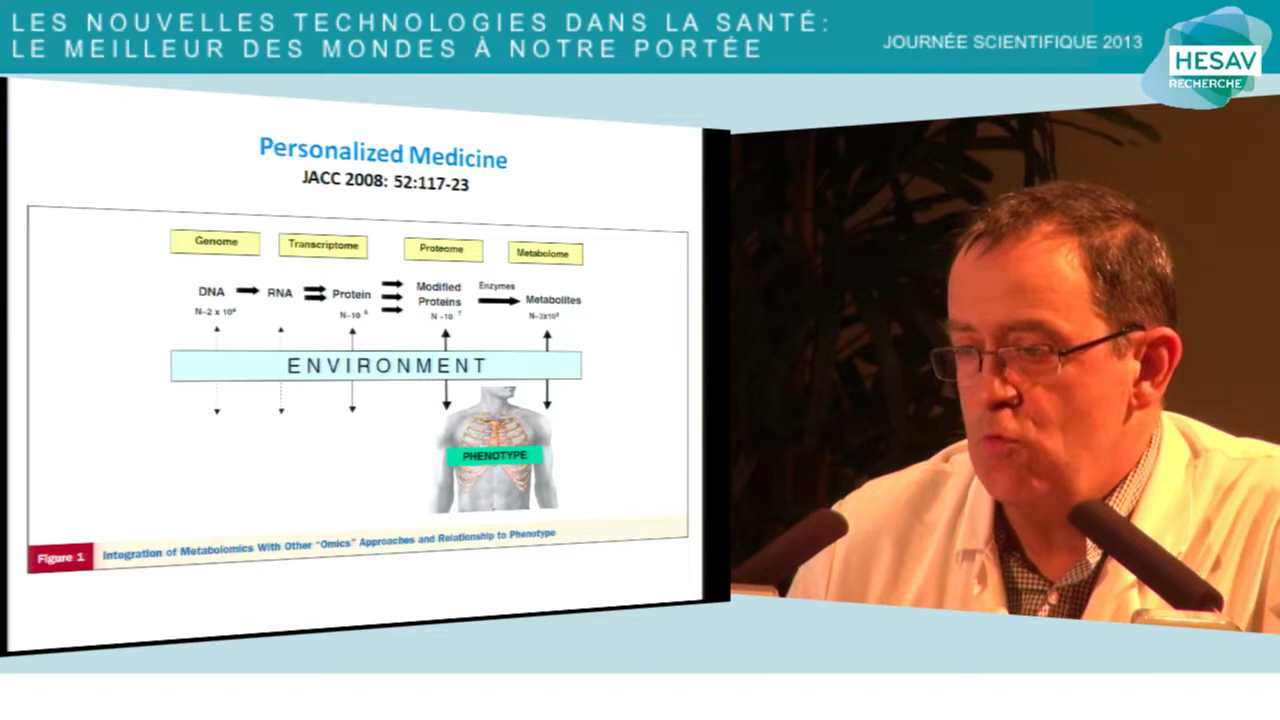 LES NOUVELLES TECHNOLOGIES DANS LA SANTÉ:
LE MEILLEUR DES MONDES À NOTRE PORTÉE
JOURNÉE SCIENTIFIQUE 2013
HESAV
RECHERCHE
Personalized Medicine
JACC 2008: 52:117-23
Genome
Transcriptome
Proteome
Metabolome
DNA
RNA
Protein
Modified
Proteins
Enzymes
Metabolites
N~2 x 10⁴
N~10 ⁶
N ~10 ⁷
ENVIRONMENT
PHENOTYPE
Figure 1
Integration of Metabolomics With Other "Omics" Approaches and Relationship to Phenotype